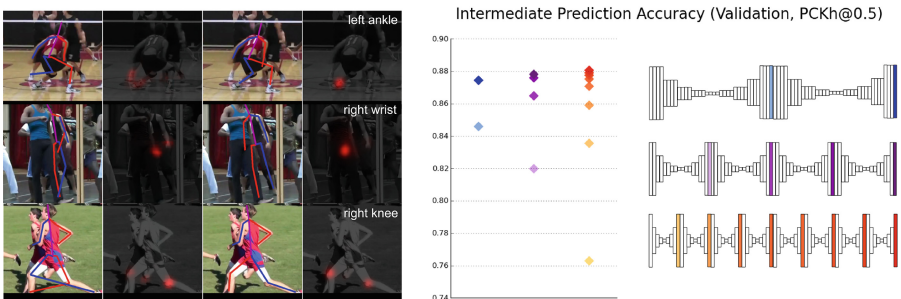 left ankle
right wrist
right knee
Intermediate Prediction Accuracy (Validation, PCKh@0.5)
0.90
0.88
0.86
0.84
0.82
0.80
0.78
0.76
0.74